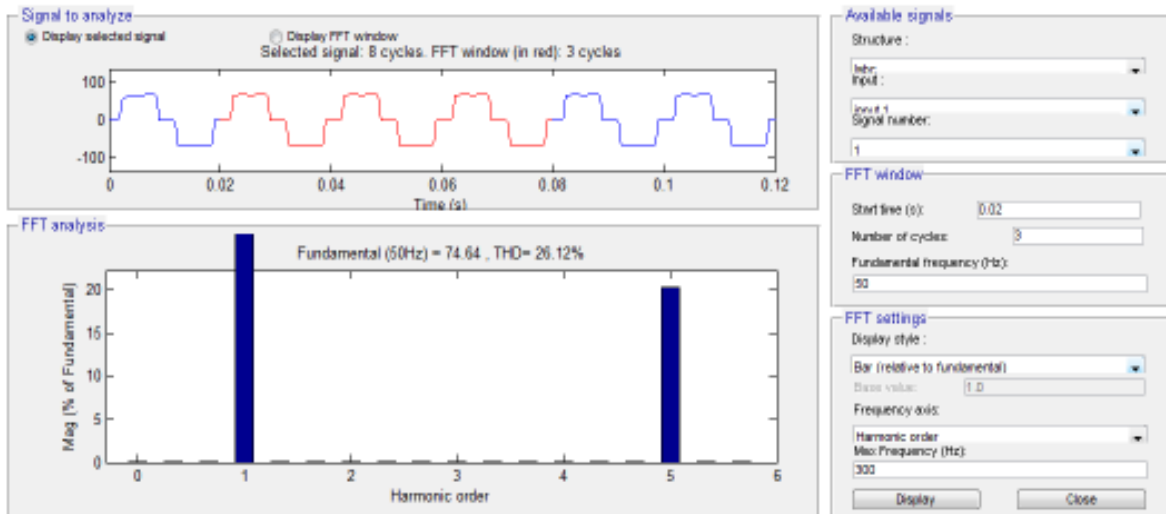 Signal to analyze
Display selected signal
Display FFT window
Selected signal: 8 cycles. FFT window (in red): 3 cycles
100
0
-100
0
0.02
0.04
0.06
0.08
0.1
0.12
Time (s)
FFT analysis
Fundamental (50Hz) = 74.64 , THD= 26.12%
Mag (% of Fundamental)
20
15
10
5
0
0
1
2
3
4
5
6
Harmonic order
Available signals
Structure :
Input :
input 1
Signal number:
1
FFT window
Start time (s):
0.02
Number of cycles:
3
Fundamental frequency (Hz):
50
FFT settings
Display style :
Bar (relative to fundamental)
Base value:
1.0
Frequency axis:
Harmonic order
Max Frequency (Hz):
300
Display
Close